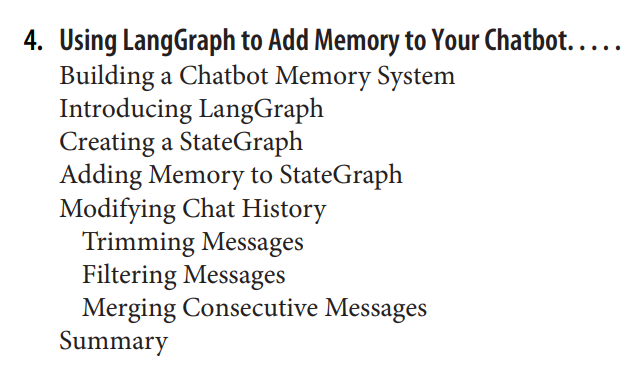 4. Using LangGraph to Add Memory to Your Chatbot. . . . .
Building a Chatbot Memory System
Introducing LangGraph
Creating a StateGraph
Adding Memory to StateGraph
Modifying Chat History
Trimming Messages
Filtering Messages
Merging Consecutive Messages
Summary